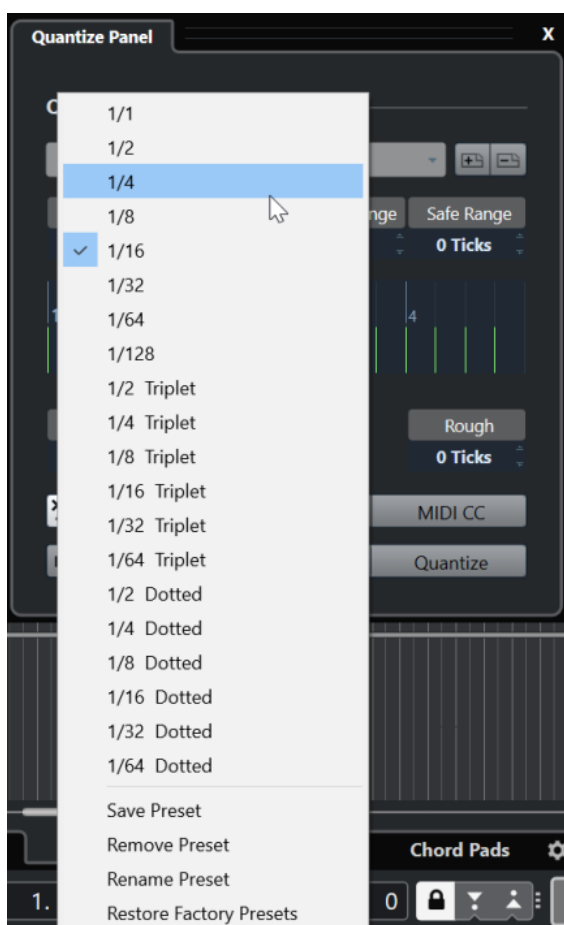 Quantize Panel X
1/1
1/2
1/4
1/8
Safe Range
1/16
0 Ticks
1/32
1/64
4
1/128
1/2 Triplet
1/4 Triplet
Rough
1/8 Triplet
0 Ticks
1/16 Triplet
MIDI CC
1/32 Triplet
1/64 Triplet
Quantize
1/2 Dotted
1/4 Dotted
1/8 Dotted
1/16 Dotted
1/32 Dotted
1/64 Dotted
Save Preset
Remove Preset
Chord Pads
Rename Preset
1.
0
Restore Factory Presets